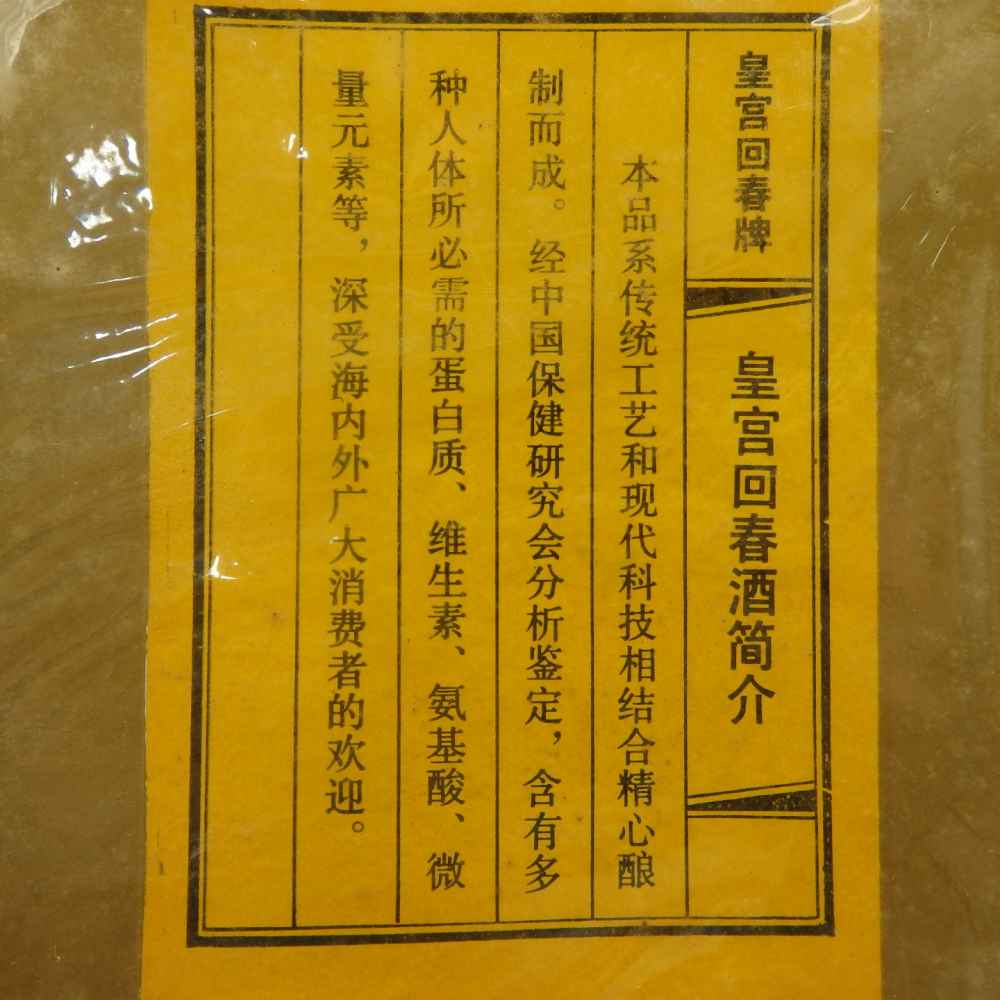 皇宫回春牌
皇宫回春酒简介
本品系传统工艺和现代科技相结合精心酿
制而成。经中国保健研究会分析鉴定，含有多
种人体所必需的蛋白质、维生素、氨基酸、微
量元素等，深受海内外广大消费者的欢迎。